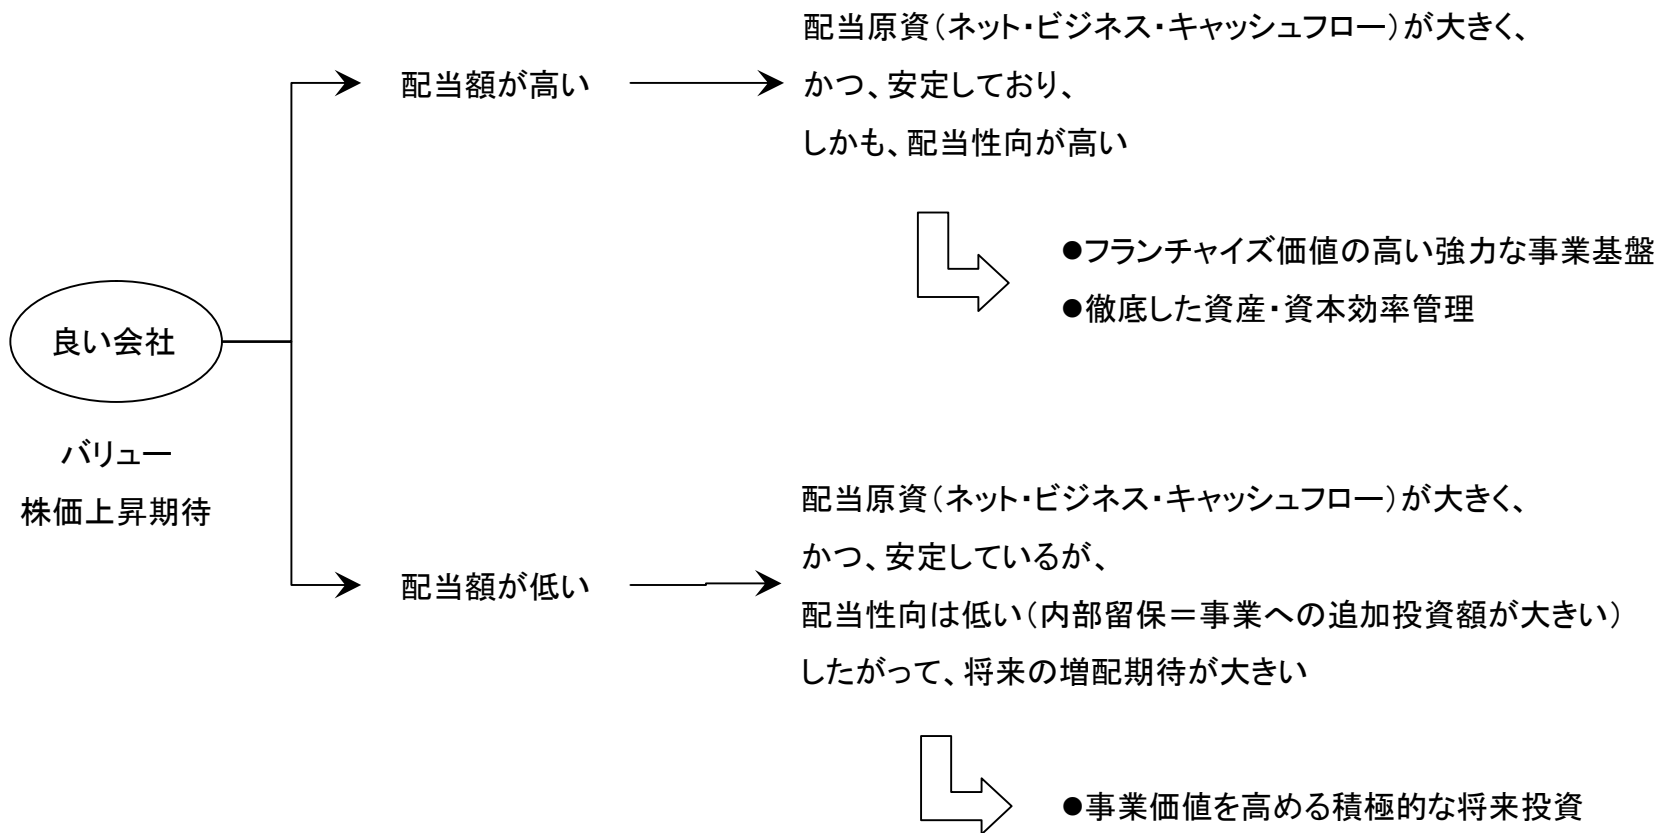 配当原資（ネット・ビジネス・キャッシュフロー）が大きく、
配当額が高い
かつ、安定しており、
しかも、配当性向が高い
●フランチャイズ価値の高い強力な事業基盤
●徹底した資産・資本効率管理
良い会社
バリュー
株価上昇期待
配当原資（ネット・ビジネス・キャッシュフロー）が大きく、
かつ、安定しているが、
配当額が低い
配当性向は低い（内部留保＝事業への追加投資額が大きい）
したがって、将来の増配期待が大きい
●事業価値を高める積極的な将来投資